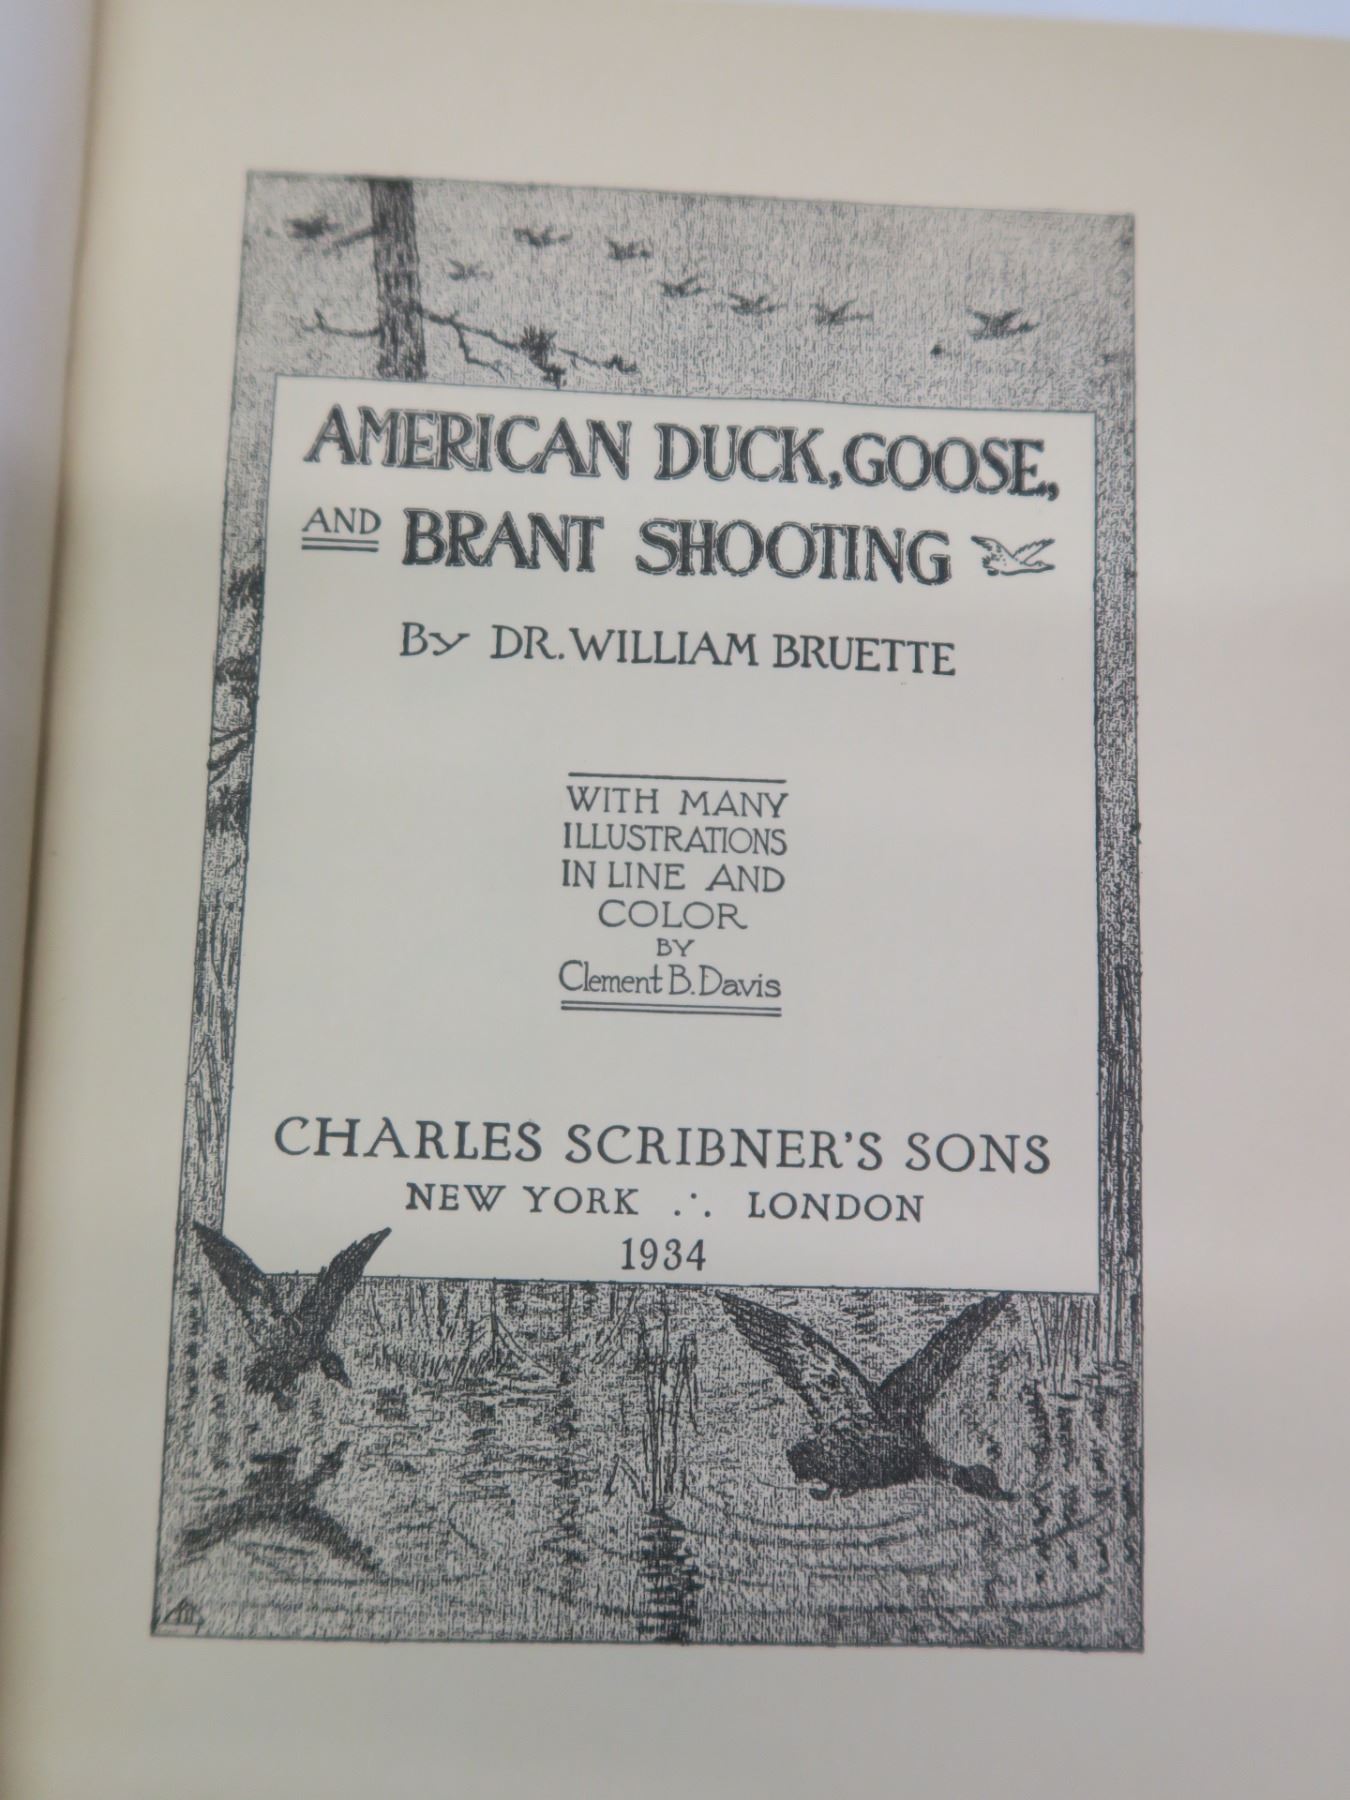 AMERICAN DUCK, GOOSE,
AND BRANT SHOOTING
By DR. WILLIAM BRUETTE
WITH MANY
ILLUSTRATIONS
IN LINE AND
COLOR
BY
Clement B. Davis
CHARLES SCRIBNER'S SONS
NEW YORK ∴ LONDON
1934